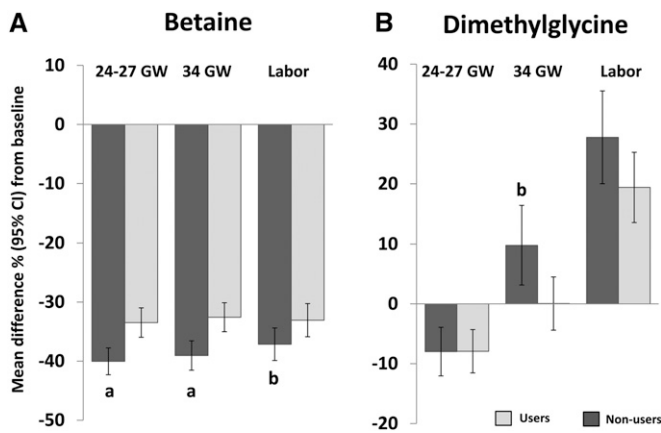 A
Betaine
Mean difference % (95% CI) from baseline
10
0
-10
-20
-30
-40
-50
24-27 GW
34 GW
Labor
a
a
b
B
Dimethylglycine
40
30
20
10
0
-10
-20
24-27 GW
34 GW
Labor
b
Users
Non-users